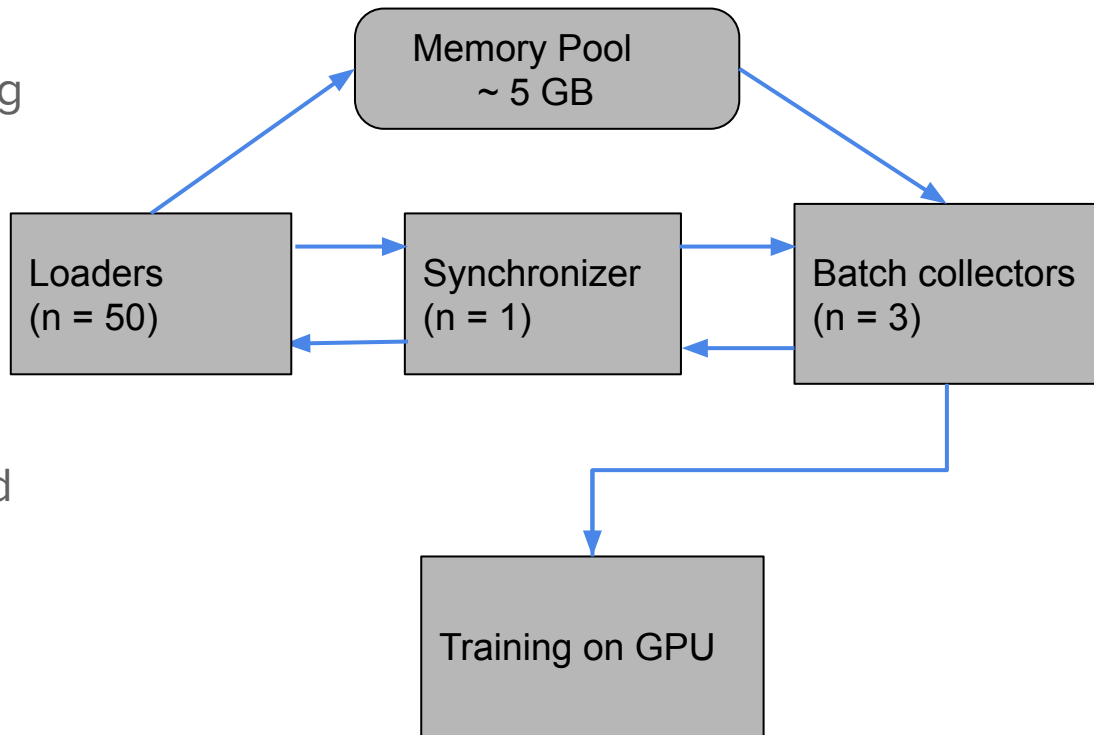 Memory Pool
~ 5 GB
g
Loaders
(n = 50)
Synchronizer
(n = 1)
Batch collectors
(n = 3)
d
Training on GPU